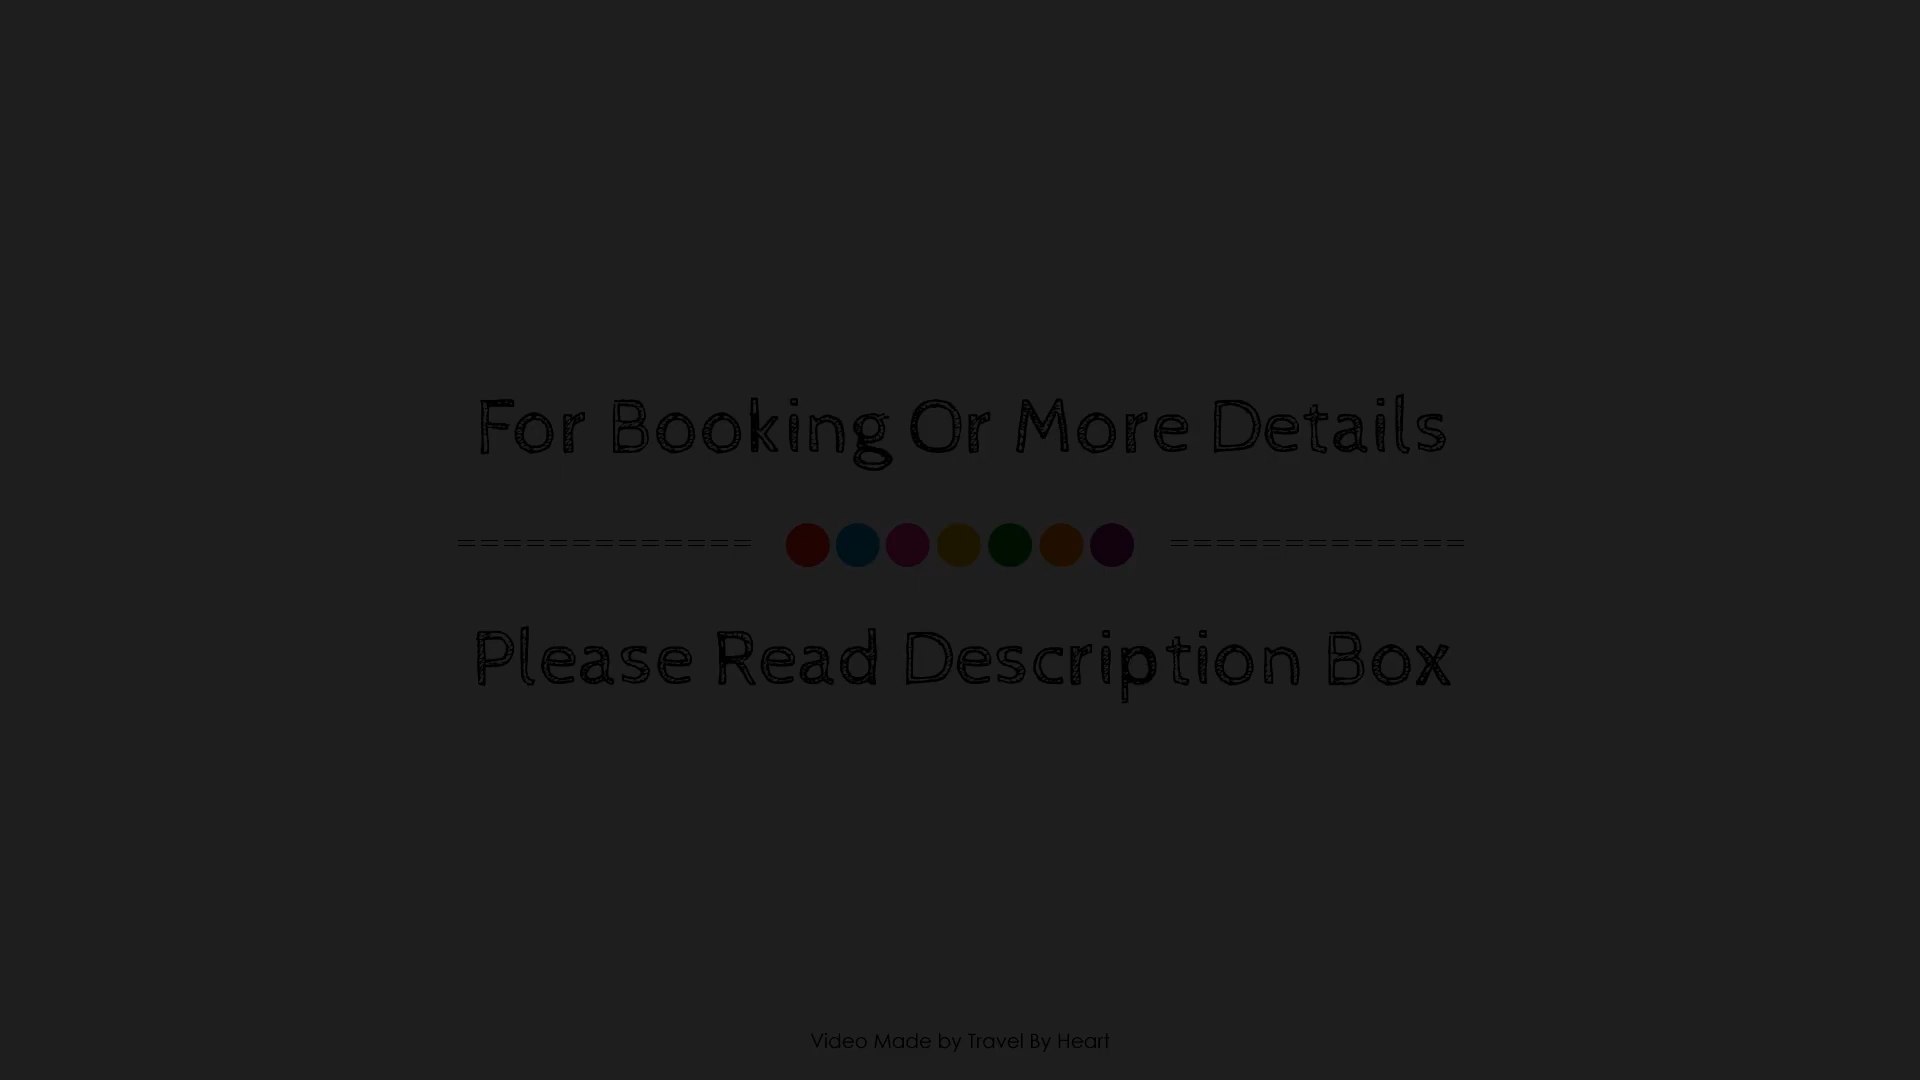 For Booking Or More Details
============= =============
Please Read Description Box
Video Made by Travel By Heart